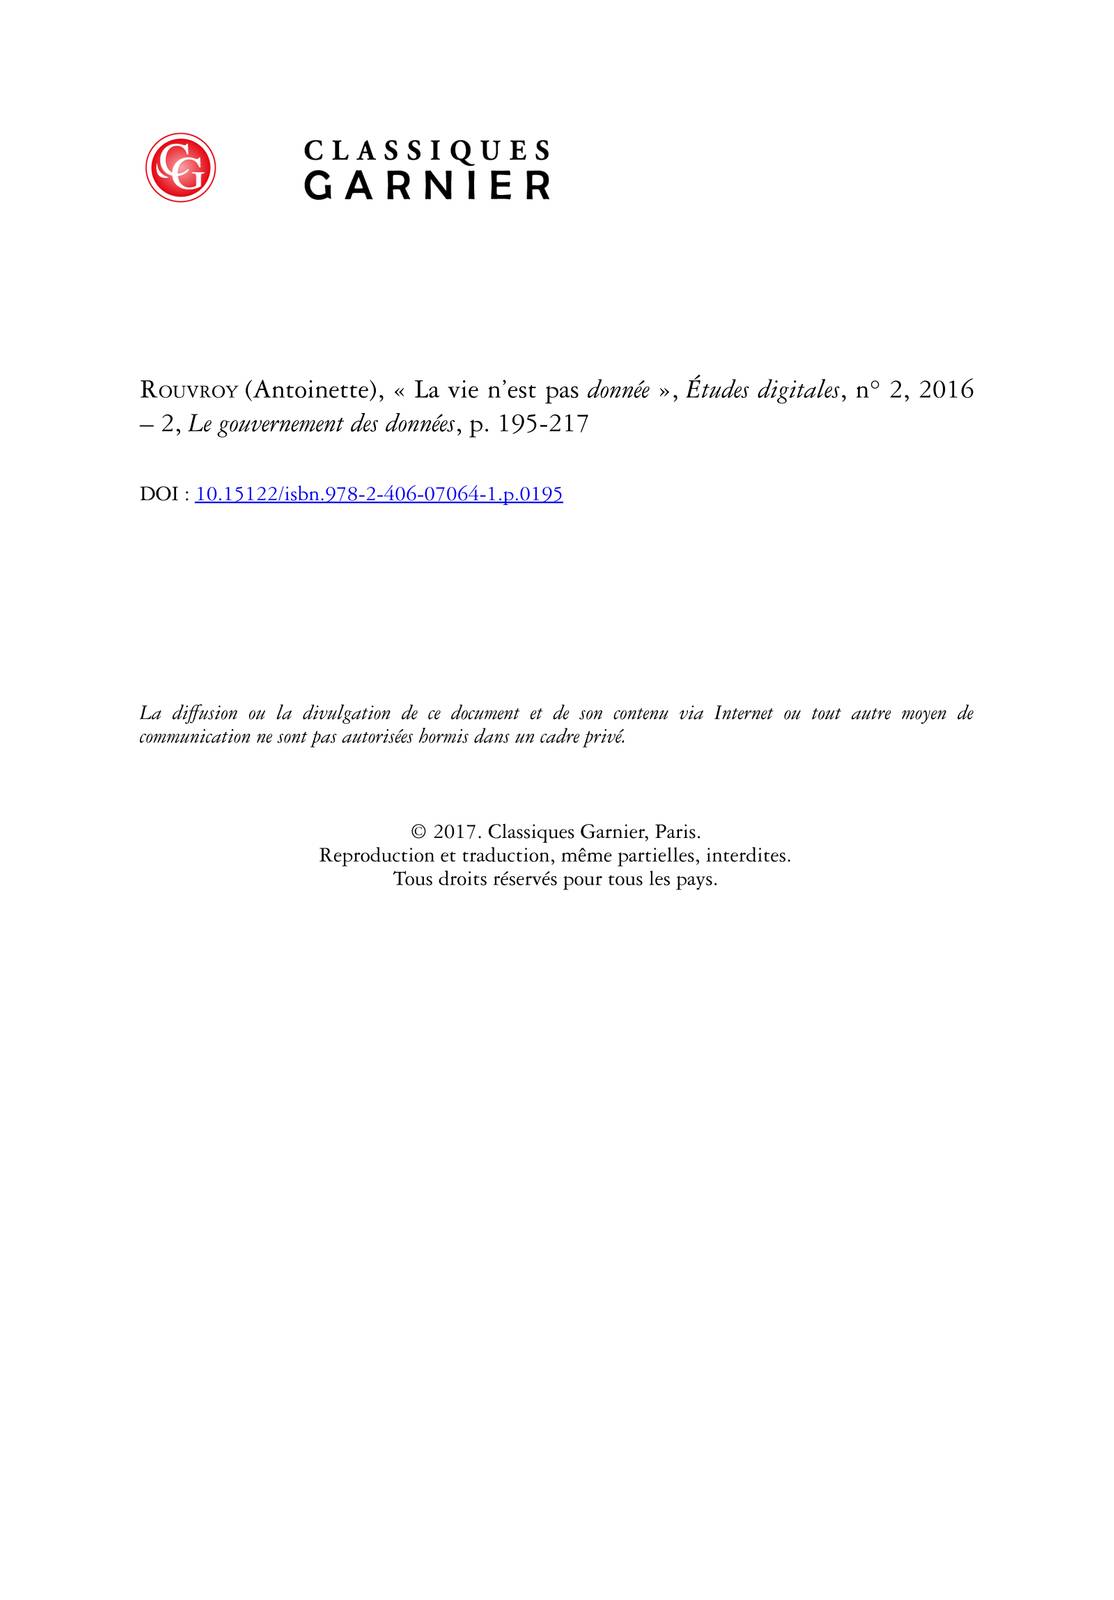 CG
CLASSIQUES
GARNIER
ROUVROY (Antoinette), « La vie n'est pas donnée », Études digitales, n° 2, 2016
– 2, Le gouvernement des données, p. 195-217
DOI : 10.15122/isbn.978-2-406-07064-1.p.0195
La diffusion ou la divulgation de ce document et de son contenu via Internet ou tout autre moyen de
communication ne sont pas autorisées hormis dans un cadre privé.
© 2017. Classiques Garnier, Paris.
Reproduction et traduction, même partielles, interdites.
Tous droits réservés pour tous les pays.